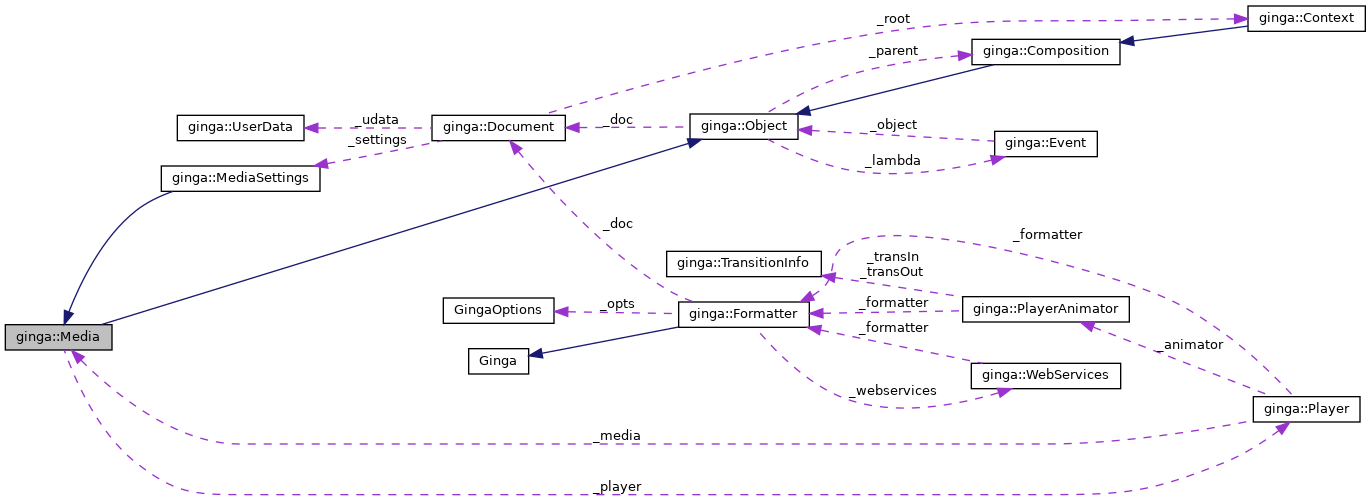 _root
ginga::Context
_parent
ginga::Composition
ginga::UserData
_udata
ginga::Document
_doc
ginga::Object
_object
ginga::Event
_settings
_lambda
ginga::MediaSettings
_doc
_formatter
ginga::TransitionInfo
_transIn
_transOut
GingaOptions
_opts
ginga::Formatter
_formatter
ginga::PlayerAnimator
_formatter
ginga::Media
_animator
Ginga
ginga::WebServices
_webservices
ginga::Player
_media
_player